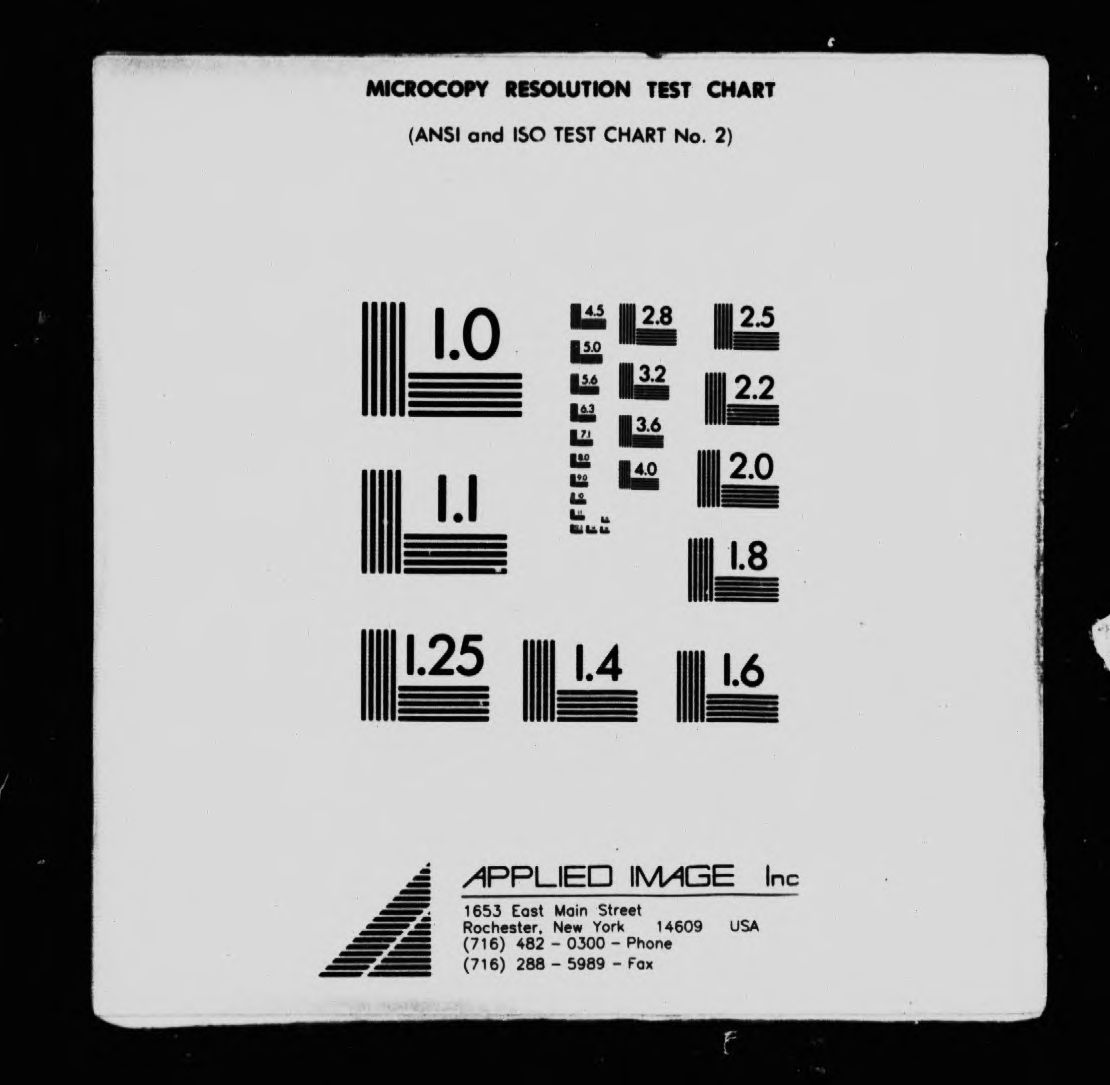 MICROCOPY RESOLUTION TEST CHART
(ANSI and ISO TEST CHART No. 2)
1.0
1.1
1.25
1.4
1.6
1.8
2.0
2.2
2.5
2.8
3.2
3.6
4.0
4.5
5.0
5.6
6.3
7.1
8.0
9.0
APPLIED IMAGE Inc
1653 East Main Street
Rochester, New York 14609 USA
(716) 482 - 0300 - Phone
(716) 288 - 5989 - Fax